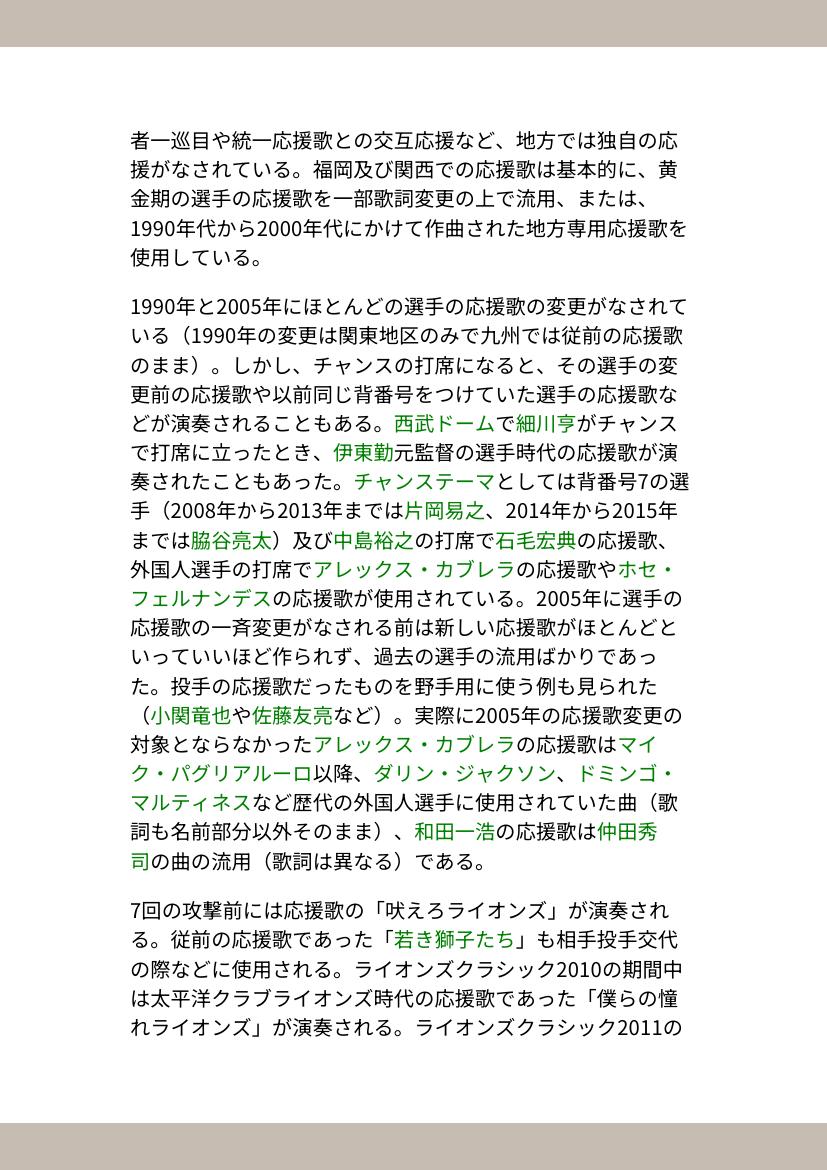 者一巡目や統一応援歌との交互応援など、地方では独自の応
援がなされている。福岡及び関西での応援歌は基本的に、黄
金期の選手の応援歌を一部歌詞変更の上で流用、または、
1990年代から2000年代にかけて作曲された地方専用応援歌を
使用している。
1990年と2005年にほとんどの選手の応援歌の変更がなされて
いる（1990年の変更は関東地区のみで九州では従前の応援歌
のまま）。しかし、チャンスの打席になると、その選手の変
更前の応援歌や以前同じ背番号をつけていた選手の応援歌な
どが演奏されることもある。西武ドームで細川亨がチャンス
で打席に立ったとき、伊東勤元監督の選手時代の応援歌が演
奏されたこともあった。チャンステーマとしては背番号7の選
手（2008年から2013年までは片岡易之、2014年から2015年
までは脇谷亮太）及び中島裕之の打席で石毛宏典の応援歌、
外国人選手の打席でアレックス・カブレラの応援歌やホセ・
フェルナンデスの応援歌が使用されている。2005年に選手の
応援歌の一斉変更がなされる前は新しい応援歌がほとんどと
いっていいほど作られず、過去の選手の流用ばかりであっ
た。投手の応援歌だったものを野手用に使う例も見られた
（小関竜也や佐藤友亮など）。実際に2005年の応援歌変更の
対象とならなかったアレックス・カブレラの応援歌はマイ
ク・パグリアルーロ以降、ダリン・ジャクソン、ドミンゴ・
マルティネスなど歴代の外国人選手に使用されていた曲（歌
詞も名前部分以外そのまま）、和田一浩の応援歌は仲田秀
司の曲の流用（歌詞は異なる）である。
7回の攻撃前には応援歌の「吠えろライオンズ」が演奏され
る。従前の応援歌であった「若き獅子たち」も相手投手交代
の際などに使用される。ライオンズクラシック2010の期間中
は太平洋クラブライオンズ時代の応援歌であった「僕らの憧
れライオンズ」が演奏される。ライオンズクラシック2011の